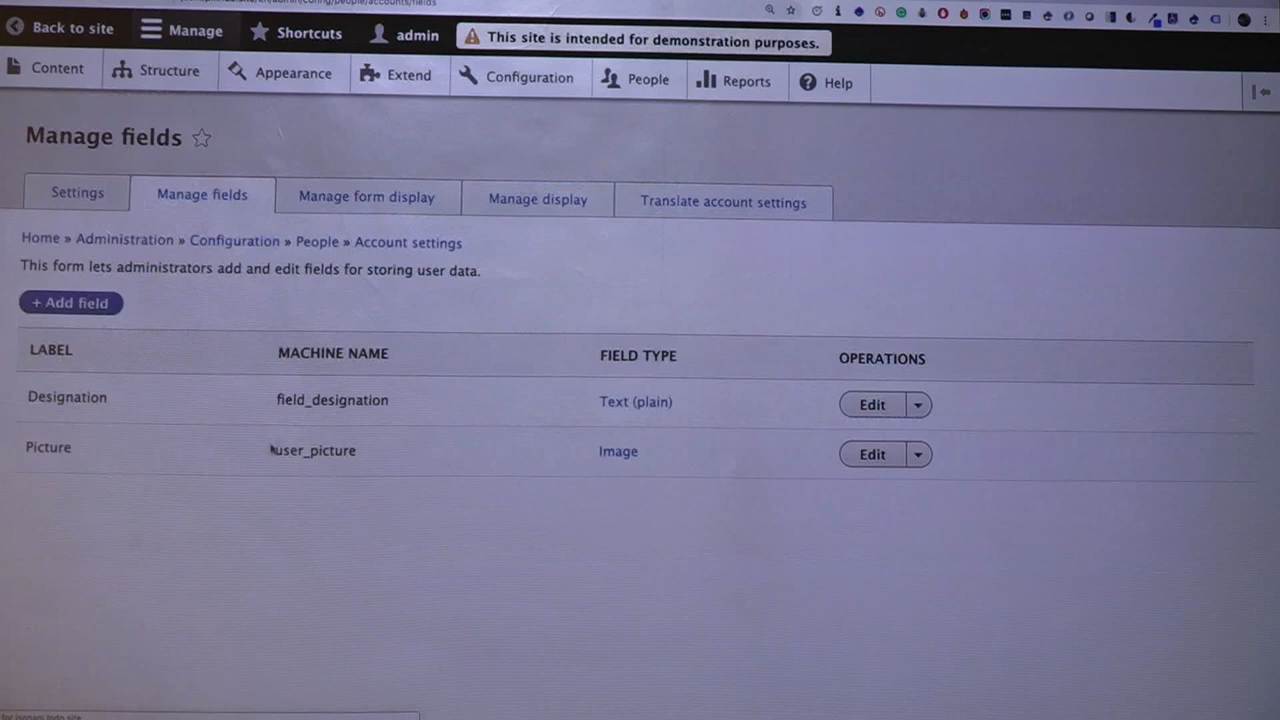 Back to site Manage Shortcuts admin This site is intended for demonstration purposes.
Content Structure Appearance Extend Configuration People Reports Help
Manage fields
Settings Manage fields Manage form display Manage display Translate account settings
Home » Administration » Configuration » People » Account settings
This form lets administrators add and edit fields for storing user data.
+ Add field
LABEL MACHINE NAME FIELD TYPE OPERATIONS
Designation field_designation Text (plain) Edit
Picture user_picture Image Edit